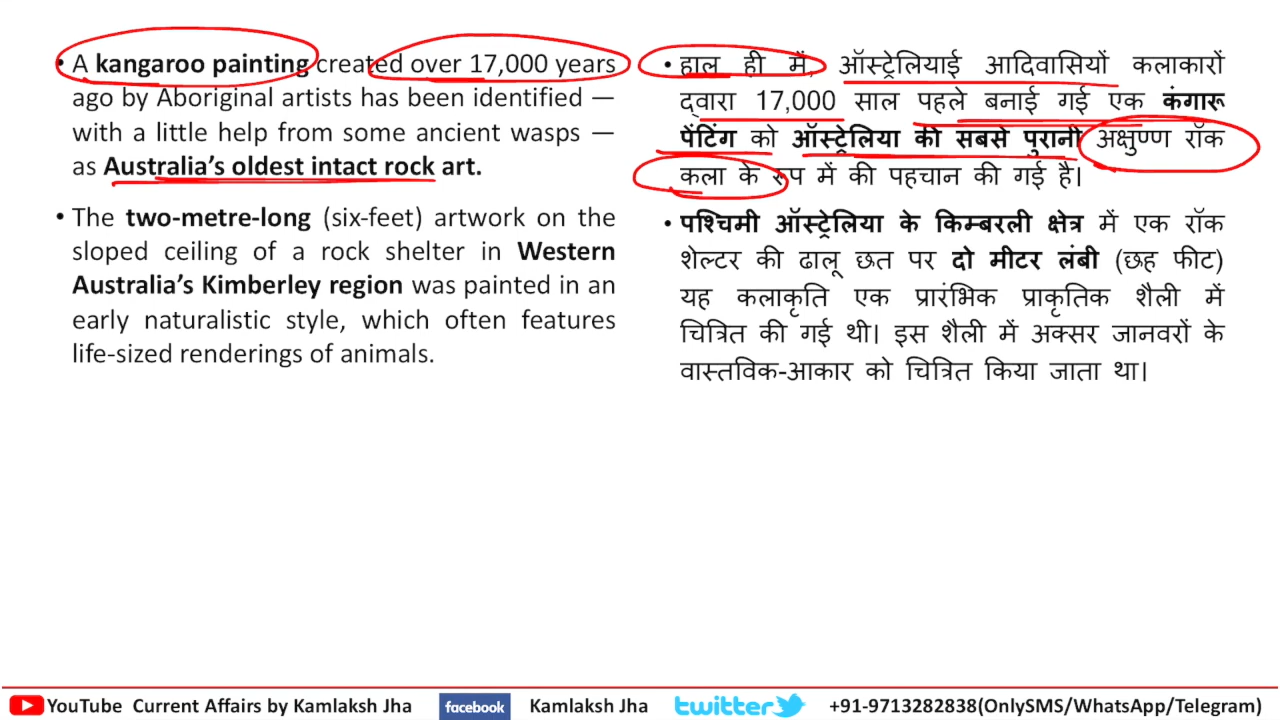 • A kangaroo painting created over 17,000 years
ago by Aboriginal artists has been identified —
with a little help from some ancient wasps —
as Australia's oldest intact rock art.
• The two-metre-long (six-feet) artwork on the
sloped ceiling of a rock shelter in Western
Australia's Kimberley region was painted in an
early naturalistic style, which often features
life-sized renderings of animals.
• हाल ही में, ऑस्ट्रेलियाई आदिवासियों कलाकारों
द्वारा 17,000 साल पहले बनाई गई एक कंगारू
पेंटिंग को ऑस्ट्रेलिया की सबसे पुरानी अक्षुण्ण रॉक
कला के रूप में की पहचान की गई है।
• पश्चिमी ऑस्ट्रेलिया के किम्बरली क्षेत्र में एक रॉक
शेल्टर की ढालू छत पर दो मीटर लंबी (छह फीट)
यह कलाकृति एक प्रारंभिक प्राकृतिक शैली में
चित्रित की गई थी। इस शैली में अक्सर जानवरों के
वास्तविक-आकार को चित्रित किया जाता था।
YouTube Current Affairs by Kamlaksh Jha facebook Kamlaksh Jha twitter +91-9713282838(OnlySMS/WhatsApp/Telegram)